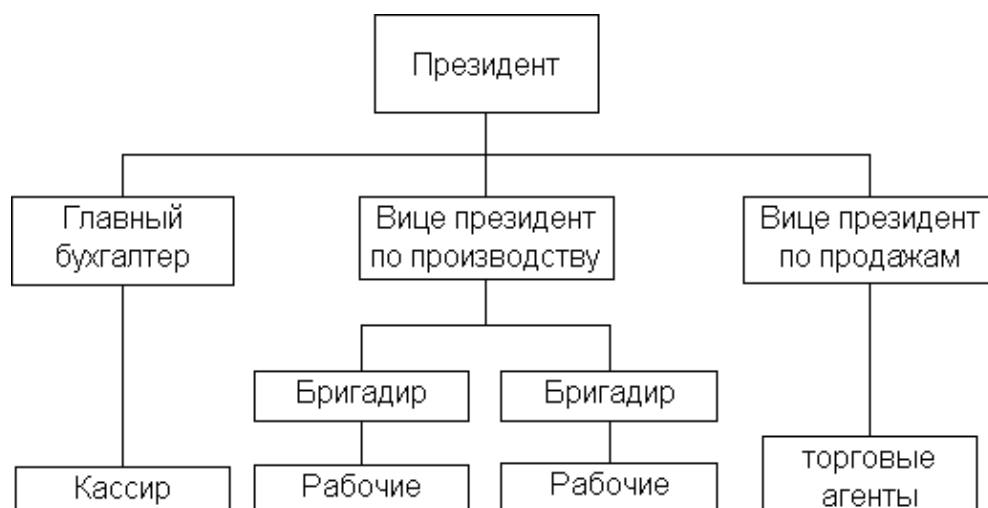 Президент
Главный
бухгалтер
Вице президент
по производству
Вице президент
по продажам
Бригадир
Бригадир
Кассир
Рабочие
Рабочие
торговые
агенты